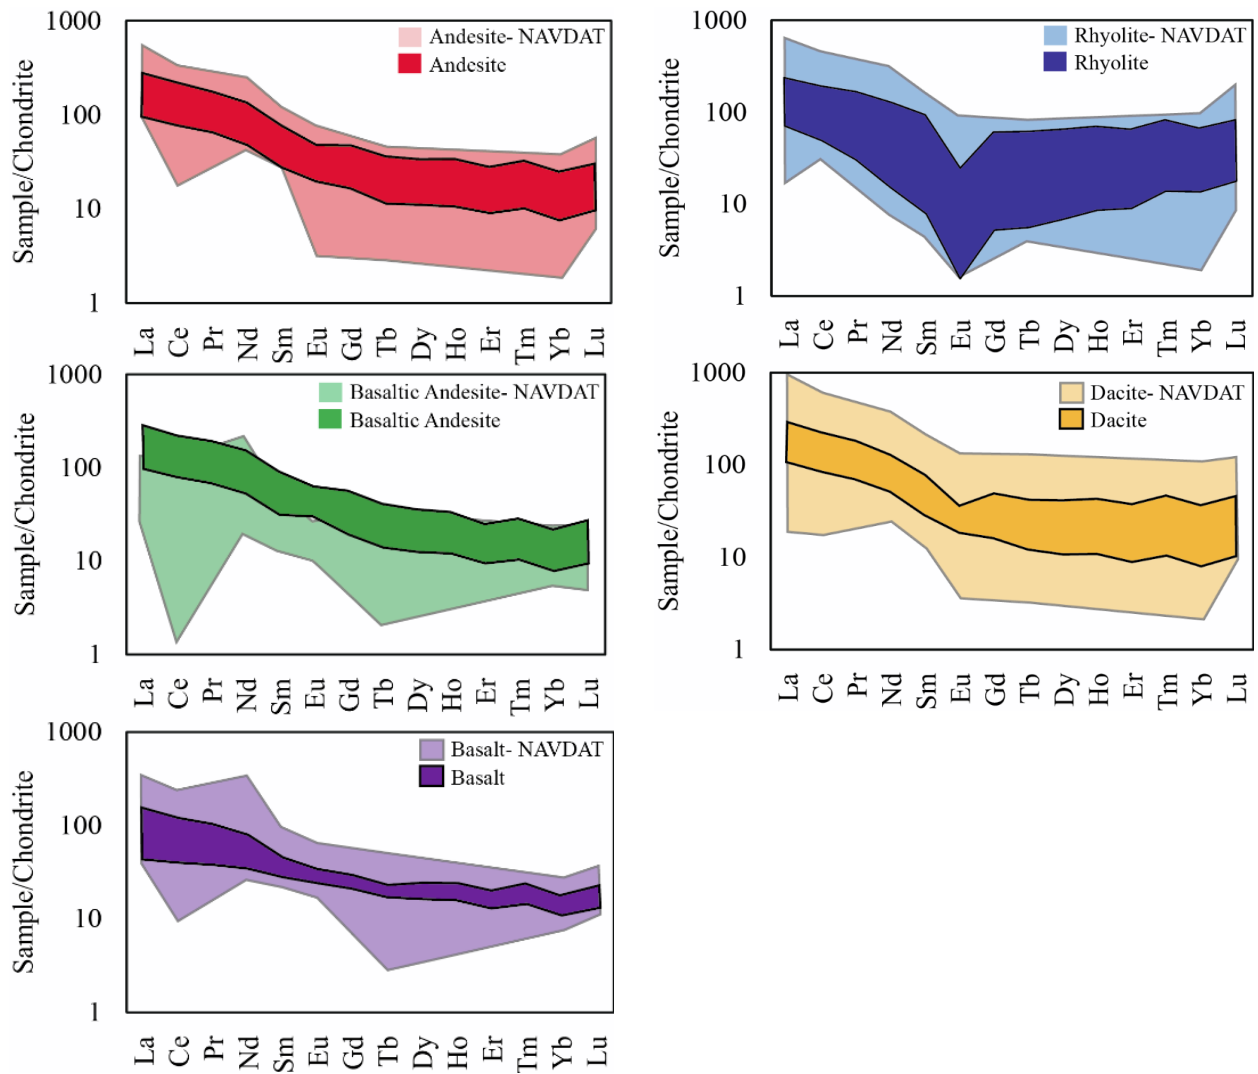 1000
100
10
1
Sample/Chondrite
Andesite- NAVDAT
Andesite
La Ce Pr Nd Sm Eu Gd Tb Dy Ho Er Tm Yb Lu
1000
100
10
1
Sample/Chondrite
Rhyolite- NAVDAT
Rhyolite
La Ce Pr Nd Sm Eu Gd Tb Dy Ho Er Tm Yb Lu
1000
100
10
1
Sample/Chondrite
Basaltic Andesite- NAVDAT
Basaltic Andesite
La Ce Pr Nd Sm Eu Gd Tb Dy Ho Er Tm Yb Lu
1000
100
10
1
Sample/Chondrite
Dacite- NAVDAT
Dacite
La Ce Pr Nd Sm Eu Gd Tb Dy Ho Er Tm Yb Lu
1000
100
10
1
Sample/Chondrite
Basalt- NAVDAT
Basalt
La Ce Pr Nd Sm Eu Gd Tb Dy Ho Er Tm Yb Lu